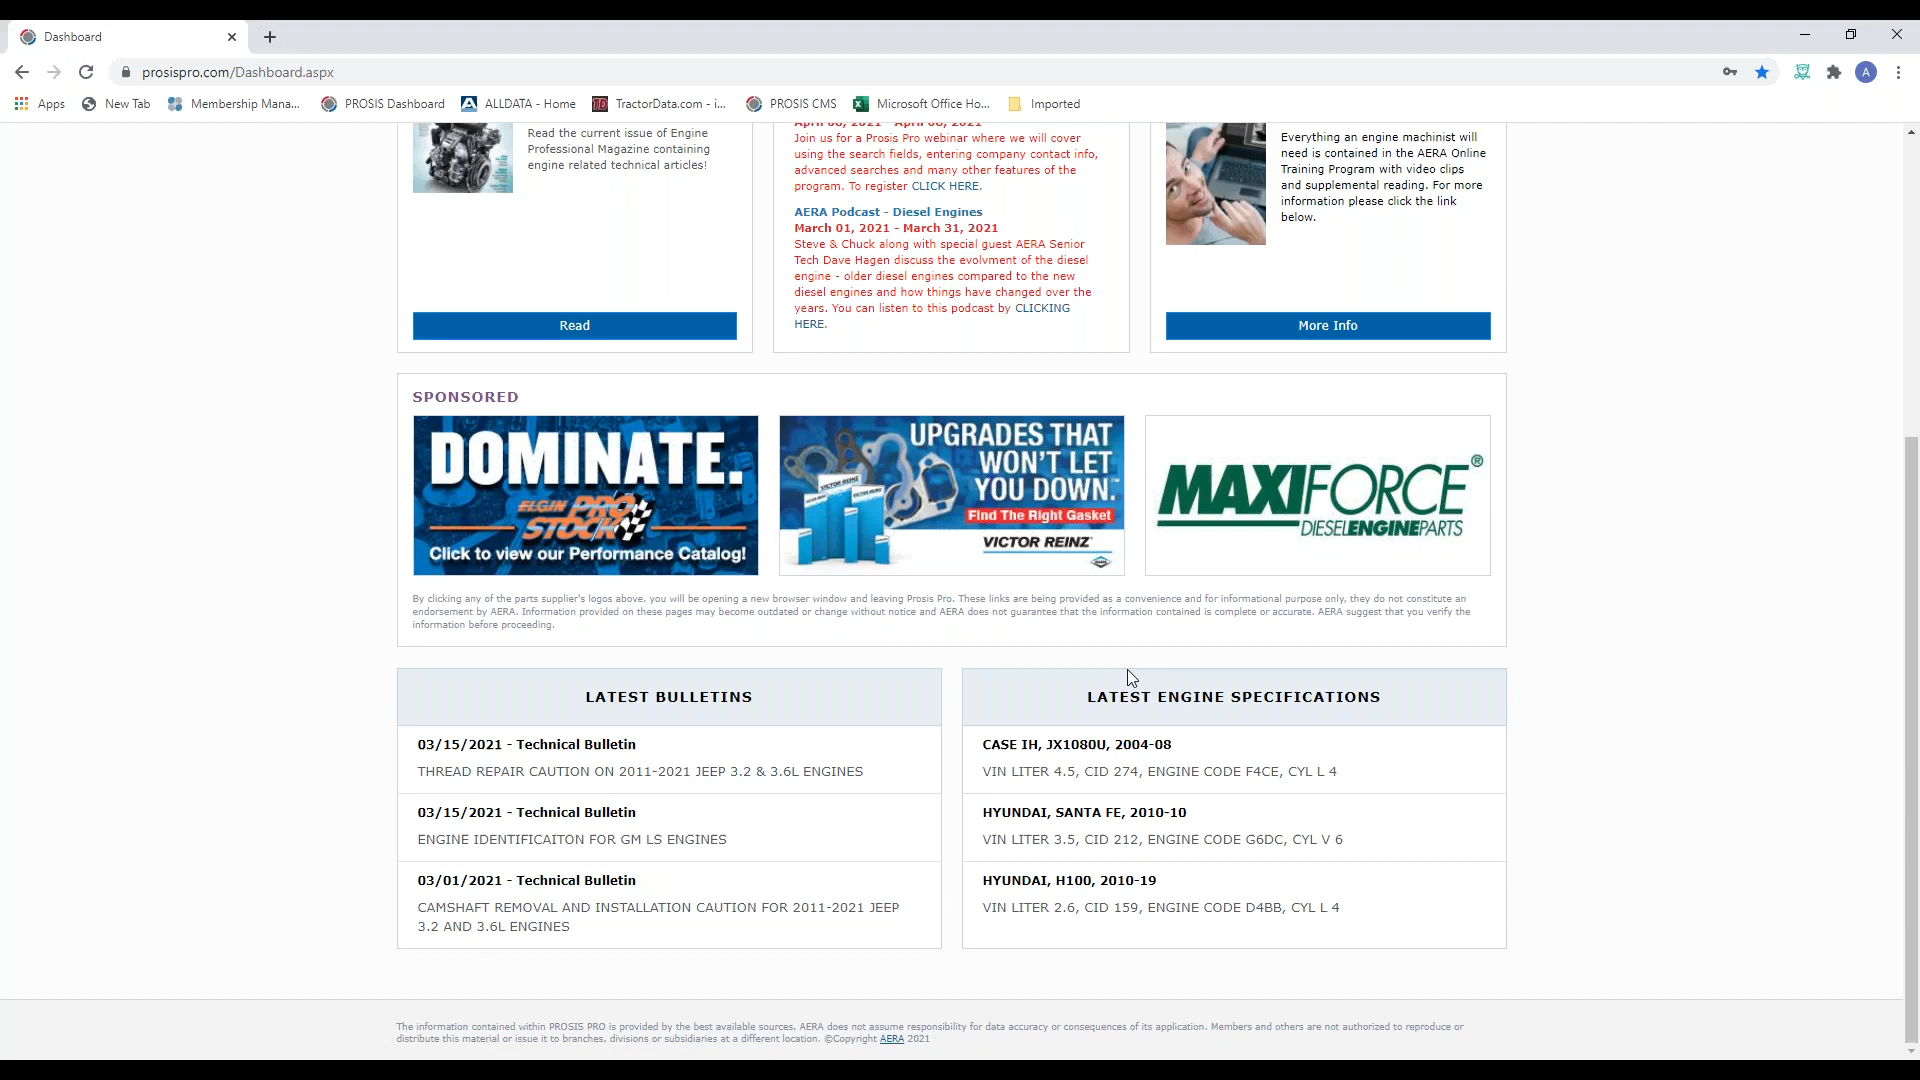 Dashboard
prosispro.com/Dashboard.aspx
A
Apps
New Tab
Membership Mana...
PROSIS Dashboard
ALLDATA - Home
TractorData.com - i...
PROSIS CMS
Microsoft Office Ho...
Imported
Read the current issue of Engine
Professional Magazine containing
engine related technical articles!
Read
April 08, 2021 - April 08, 2021
Join us for a Prosis Pro webinar where we will cover
using the search fields, entering company contact info,
advanced searches and many other features of the
program. To register CLICK HERE.
AERA Podcast - Diesel Engines
March 01, 2021 - March 31, 2021
Steve & Chuck along with special guest AERA Senior
Tech Dave Hagen discuss the evolvment of the diesel
engine - older diesel engines compared to the new
diesel engines and how things have changed over the
years. You can listen to this podcast by CLICKING
HERE.
Everything an engine machinist will
need is contained in the AERA Online
Training Program with video clips
and supplemental reading. For more
information please click the link
below.
More Info
SPONSORED
DOMINATE.
ELGIN PRO
STOCK
Click to view our Performance Catalog!
VICTOR REINZ
UPGRADES THAT
WON'T LET
YOU DOWN.™
Find The Right Gasket
VICTOR REINZ
MAXIFORCE®
DIESELENGINEPARTS
By clicking any of the parts supplier's logos above, you will be opening a new browser window and leaving Prosis Pro. These links are being provided as a convenience and for informational purpose only, they do not constitute an
endorsement by AERA. Information provided on these pages may become outdated or change without notice and AERA does not guarantee that the information contained is complete or accurate. AERA suggest that you verify the
information before proceeding.
LATEST BULLETINS
03/15/2021 - Technical Bulletin
THREAD REPAIR CAUTION ON 2011-2021 JEEP 3.2 & 3.6L ENGINES
03/15/2021 - Technical Bulletin
ENGINE IDENTIFICAITON FOR GM LS ENGINES
03/01/2021 - Technical Bulletin
CAMSHAFT REMOVAL AND INSTALLATION CAUTION FOR 2011-2021 JEEP
3.2 AND 3.6L ENGINES
LATEST ENGINE SPECIFICATIONS
CASE IH, JX1080U, 2004-08
VIN LITER 4.5, CID 274, ENGINE CODE F4CE, CYL L 4
HYUNDAI, SANTA FE, 2010-10
VIN LITER 3.5, CID 212, ENGINE CODE G6DC, CYL V 6
HYUNDAI, H100, 2010-19
VIN LITER 2.6, CID 159, ENGINE CODE D4BB, CYL L 4
The information contained within PROSIS PRO is provided by the best available sources. AERA does not assume responsibility for data accuracy or consequences of its application. Members and others are not authorized to reproduce or
distribute this material or issue it to branches, divisions or subsidiaries at a different location. ©Copyright AERA 2021